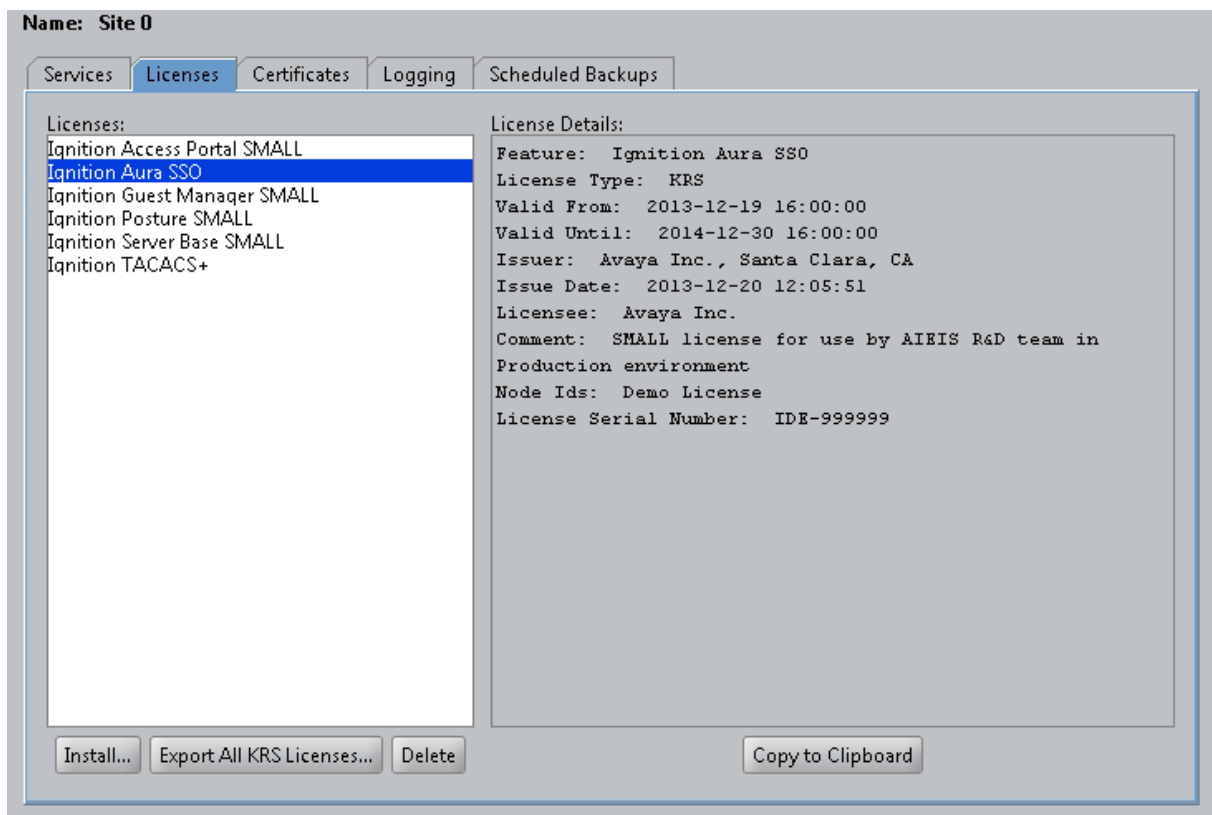 Name: Site 0
Services
Licenses
Certificates
Logging
Scheduled Backups
Licenses:
Ignition Access Portal SMALL
Ignition Aura SSO
Ignition Guest Manager SMALL
Ignition Posture SMALL
Ignition Server Base SMALL
Ignition TACACS+
License Details:
Feature: Ignition Aura SSO
License Type: KRS
Valid From: 2013-12-19 16:00:00
Valid Until: 2014-12-30 16:00:00
Issuer: Avaya Inc., Santa Clara, CA
Issue Date: 2013-12-20 12:05:51
Licensee: Avaya Inc.
Comment: SMALL license for use by AIEIS R&D team in
Production environment
Node Ids: Demo License
License Serial Number: IDE-999999
Install...
Export All KRS Licenses...
Delete
Copy to Clipboard